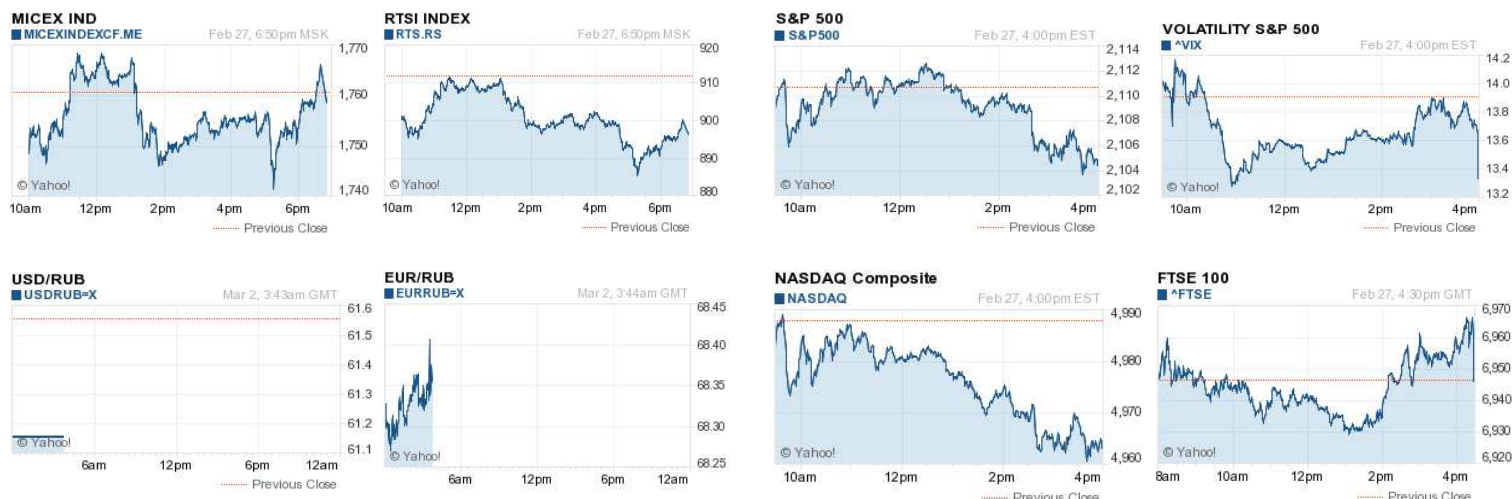 MICEX IND
MICEXINDEXCF.ME Feb 27, 6:50pm MSK
1,770
1,760
1,750
1,740
© Yahoo!
10am 12pm 2pm 4pm 6pm
Previous Close
RTSI INDEX
RTS.RS Feb 27, 6:50pm MSK
920
910
900
890
880
© Yahoo!
10am 12pm 2pm 4pm 6pm
Previous Close
S&P 500
S&P500 Feb 27, 4:00pm EST
2,114
2,112
2,110
2,108
2,106
2,104
2,102
© Yahoo!
10am 12pm 2pm 4pm
Previous Close
VOLATILITY S&P 500
^VIX Feb 27, 4:00pm EST
14.2
14.0
13.8
13.6
13.4
13.2
© Yahoo!
10am 12pm 2pm 4pm
Previous Close
USD/RUB
USDRUB=X Mar 2, 3:43am GMT
61.6
61.5
61.4
61.3
61.2
61.1
© Yahoo!
6am 12pm 6pm 12am
Previous Close
EUR/RUB
EURRUB=X Mar 2, 3:44am GMT
68.45
68.40
68.35
68.30
68.25
© Yahoo!
6am 12pm 6pm 12am
NASDAQ Composite
NASDAQ Feb 27, 4:00pm EST
4,990
4,980
4,970
4,960
© Yahoo!
10am 12pm 2pm 4pm
Previous Close
FTSE 100
^FTSE Feb 27, 4:30pm GMT
6,970
6,960
6,950
6,940
6,930
6,920
© Yahoo!
8am 10am 12pm 2pm 4pm
Previous Close